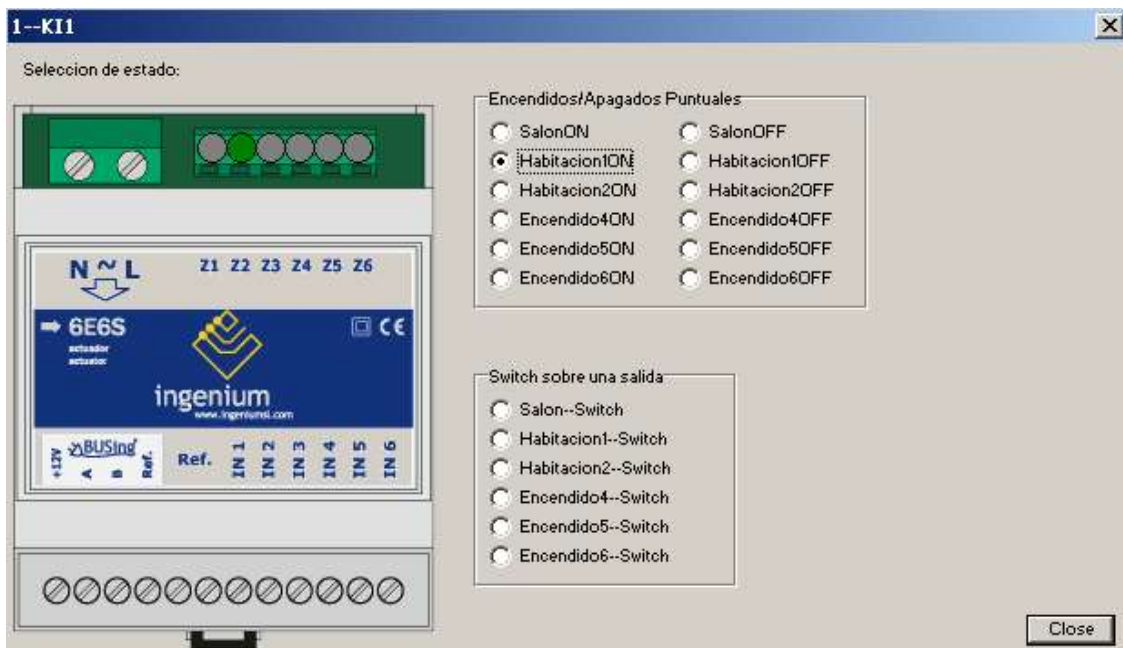 1--KI1
Seleccion de estado:
Encendidos/Apagados Puntuales
SalonON
SalonOFF
Habitacion1ON
Habitacion1OFF
Habitacion2ON
Habitacion2OFF
Encendido4ON
Encendido4OFF
Encendido5ON
Encendido5OFF
Encendido6ON
Encendido6OFF
N ~ L
Z1 Z2 Z3 Z4 Z5 Z6
6E6S
CE
actuador
actuator
ingenium
www.ingeniumsl.com
+12V
A
B
Ref.
BUSing
Ref.
IN 1
IN 2
IN 3
IN 4
IN 5
IN 6
Switch sobre una salida
Salon--Switch
Habitacion1--Switch
Habitacion2--Switch
Encendido4--Switch
Encendido5--Switch
Encendido6--Switch
Close